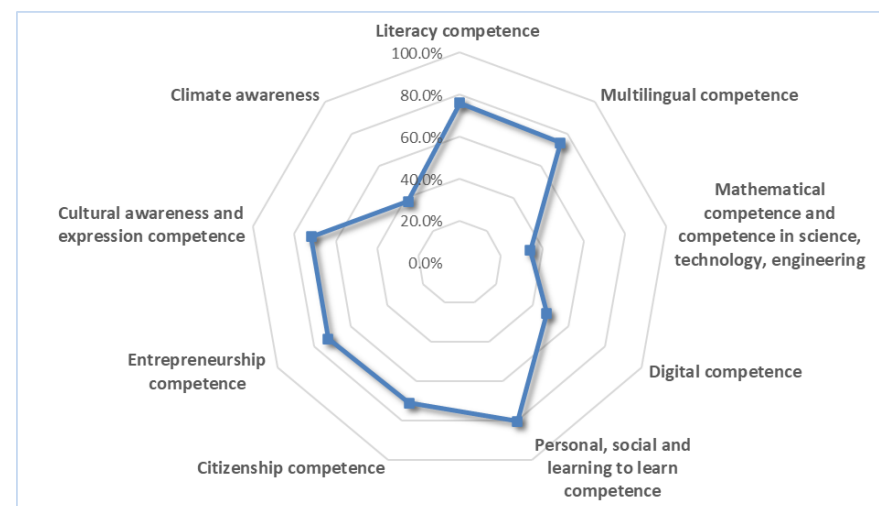 Literacy competence
100.0%
80.0%
60.0%
40.0%
20.0%
0.0%
Multilingual competence
Mathematical
competence and
competence in science,
technology, engineering
Digital competence
Personal, social and
learning to learn
competence
Citizenship competence
Entrepreneurship
competence
Cultural awareness and
expression competence
Climate awareness